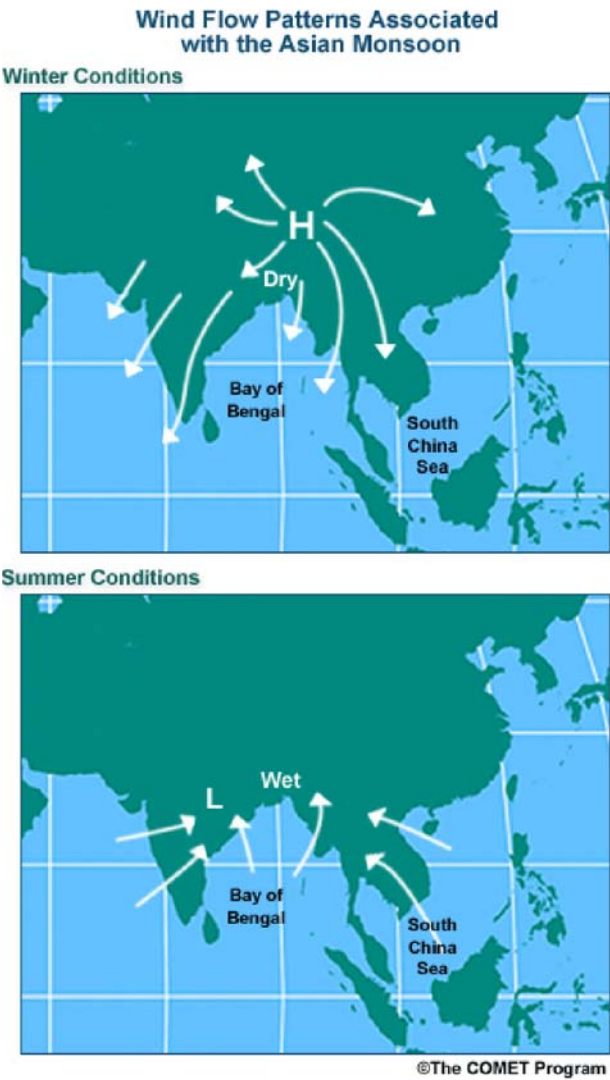 Wind Flow Patterns Associated
with the Asian Monsoon
Winter Conditions
H
Dry
Bay of
Bengal
South
China
Sea
Summer Conditions
Wet
L
Bay of
Bengal
South
China
Sea
©The COMET Program